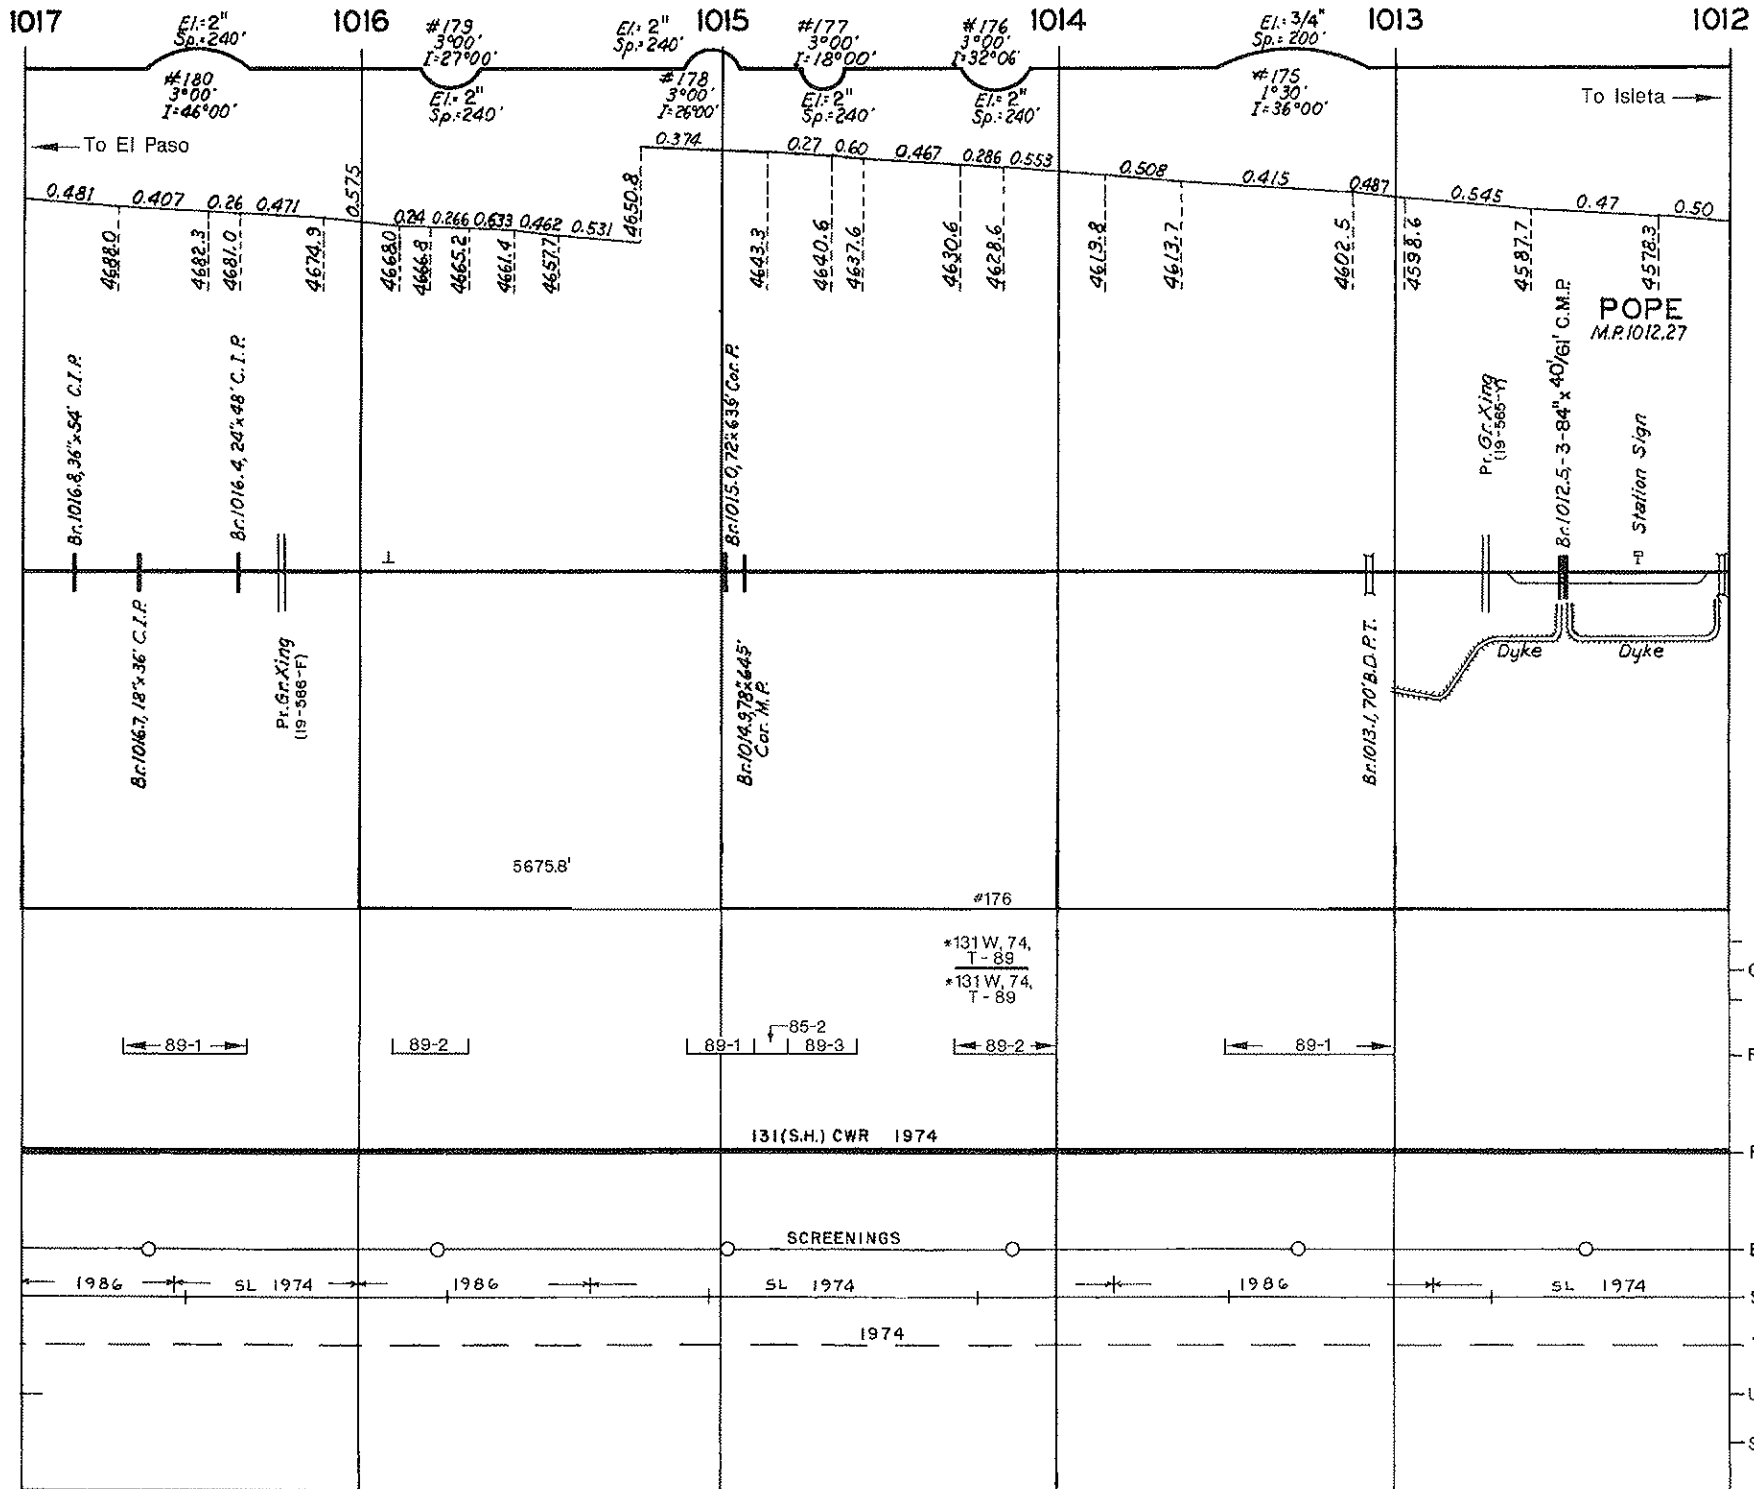 1017
1016
1015
1014
1013
1012
El.=2"
Sp.=240'
#180
3°00'
I=46°00'
#179
3°00'
I=27°00'
El.=2"
Sp.=240'
El.=2"
Sp.=240'
#178
3°00'
I=26°00'
#177
3°00'
I=18°00'
El.=2"
Sp.=240'
#176
3°00'
I=32°06'
El.=2"
Sp.=240'
El.=3/4"
Sp.=200'
#175
1°30'
I=36°00'
To Isleta
To El Paso
0.481
0.407
0.26
0.471
0.575
0.24
0.266
0.633
0.462
0.531
0.374
0.27
0.60
0.467
0.286
0.553
0.508
0.415
0.487
0.545
0.47
0.50
4688.0
4682.3
4681.0
4674.9
4668.0
4666.8
4665.2
4661.4
4657.7
4650.8
4643.3
4640.6
4637.6
4630.6
4628.6
4619.8
4613.7
4602.5
4598.6
4587.7
4578.3
POPE
M.P.1012.27
Br.1016.8, 36"x54' C.I.P.
Br.1016.7, 18"x36' C.I.P.
Br.1016.4, 24"x48' C.I.P.
Pr.Gr.Xing
(19-566-F)
Br.1015.0, 72"x639' Cor.P.
Br.1014.9, 78"x645'
Cor. M.P.
Br.1013.1, 70' B.D.P.T.
Pr.Gr.Xing
(19-565-Y)
Br.1012.5,-3-84"x40'/61' C.M.P.
Station Sign
Dyke
Dyke
5675.8'
#176
*131 W, 74,
T-89
*131 W, 74,
T-89
89-1
89-2
89-1
85-2
89-3
89-2
89-1
131(S.H.) CWR 1974
SCREENINGS
1986
SL 1974
1986
SL 1974
1986
SL 1974
1974